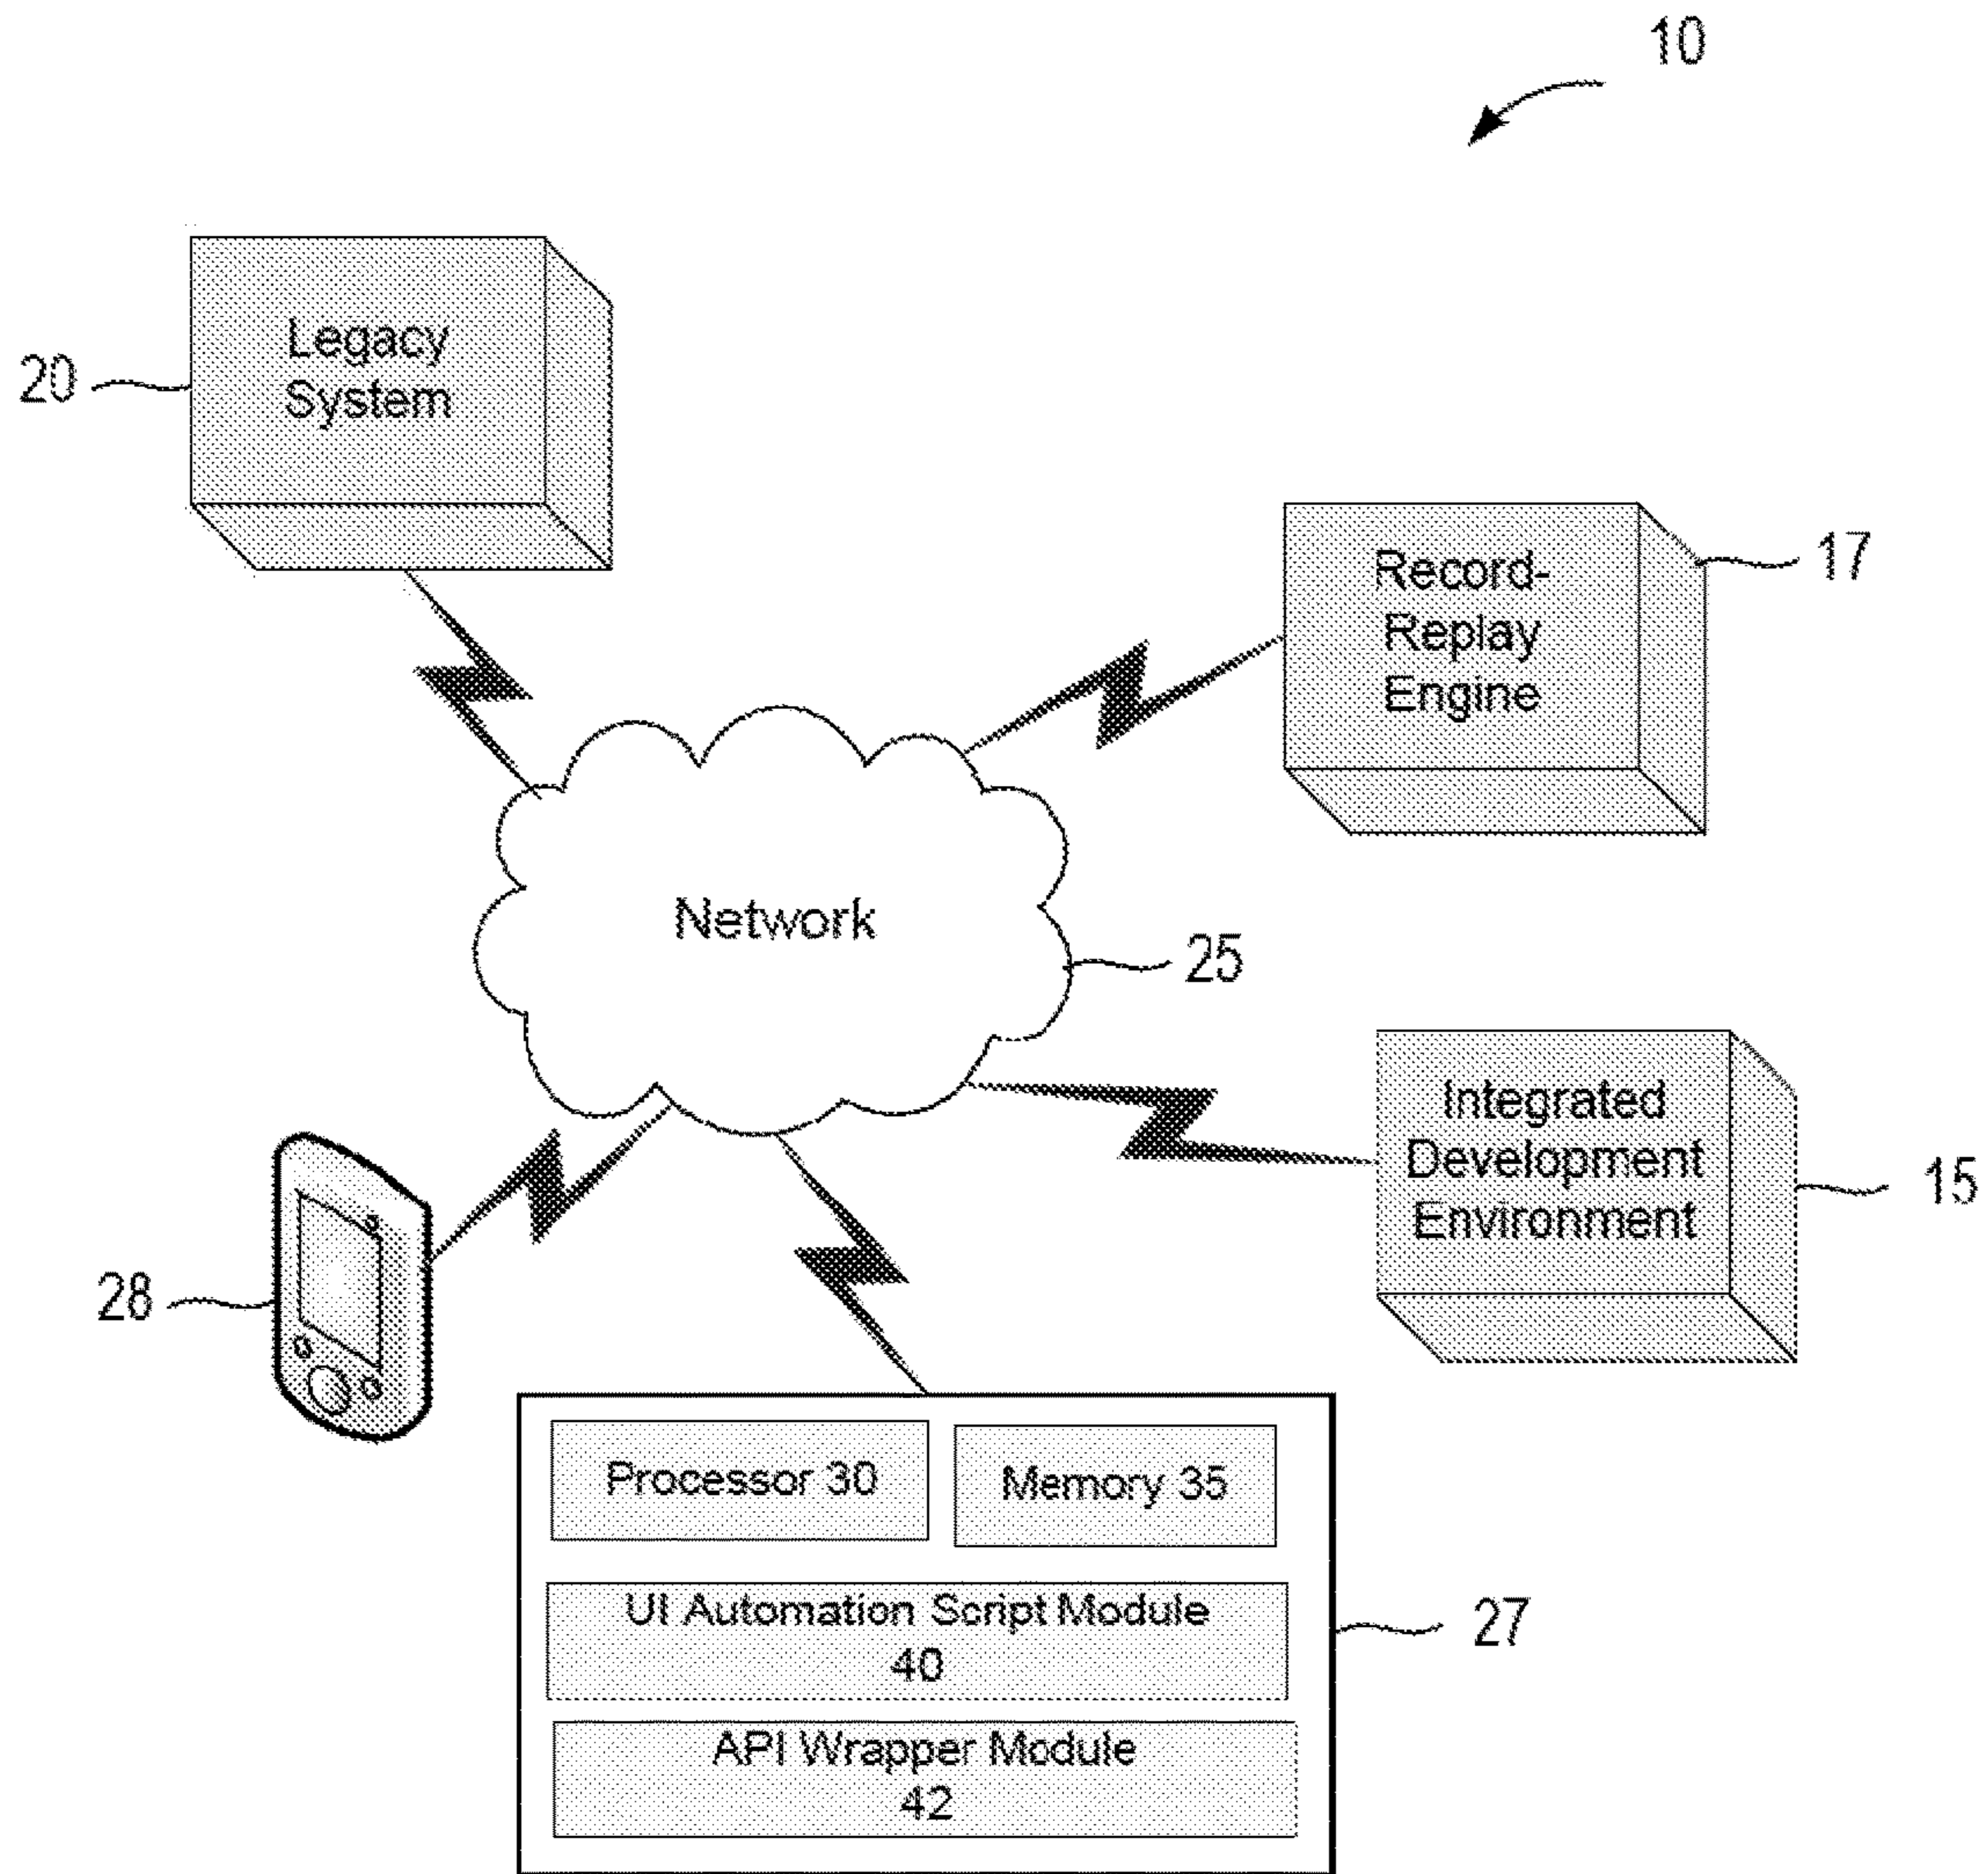 10
Legacy
System
20
Record-
Replay
Engine
17
Network
25
Integrated
Development
Environment
15
28
Processor 30
Memory 35
UI Automation Script Module
40
27
API Wrapper Module
42